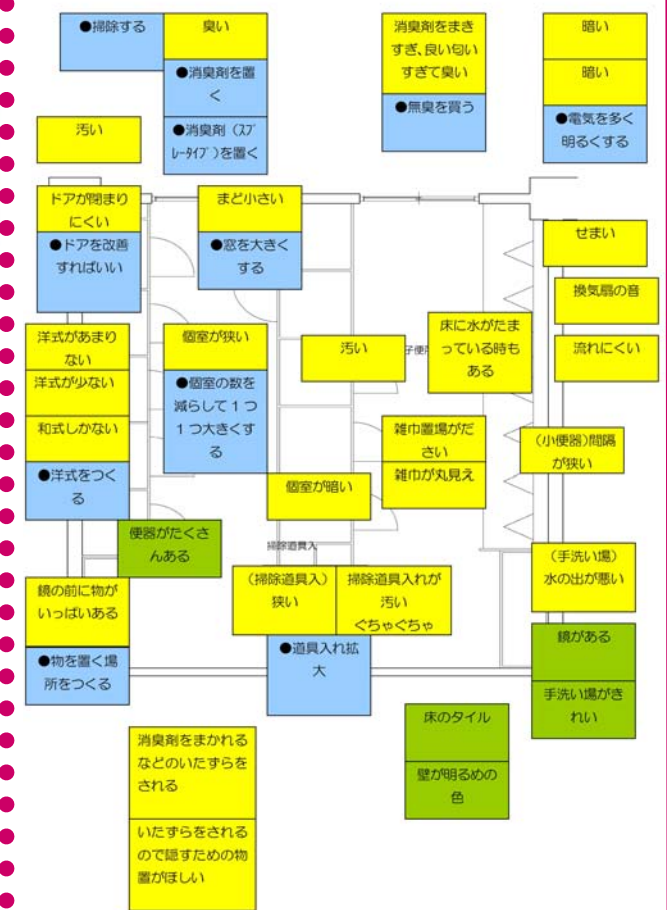 ●掃除する
臭い
●消臭剤を置
く
●消臭剤（スプ
レータイプ）を置く
消臭剤をまき
すぎ、良い匂い
すぎて臭い
●無臭を買う
暗い
暗い
●電気を多く
明るくする
汚い
ドアが閉まり
にくい
●ドアを改善
すればいい
まど小さい
●窓を大きく
する
せまい
換気扇の音
流れにくい
洋式があまり
ない
洋式が少ない
和式しかない
●洋式をつく
る
個室が狭い
●個室の数を
減らして１つ
１つ大きくす
る
汚い
子便所
床に水がたま
っている時も
ある
雑巾置場がだ
さい
雑巾が丸見え
（小便器）間隔
が狭い
個室が暗い
便器がたくさ
んある
掃除道具入
（掃除道具入）
狭い
掃除道具入れが
汚い
ぐちゃぐちゃ
●道具入れ拡
大
（手洗い場）
水の出が悪い
鏡がある
手洗い場がき
れい
鏡の前に物が
いっぱいある
●物を置く場
所をつくる
床のタイル
壁が明るめの
色
消臭剤をまかれる
などのいたずらを
される
いたずらをされる
ので隠すための物
置がほしい